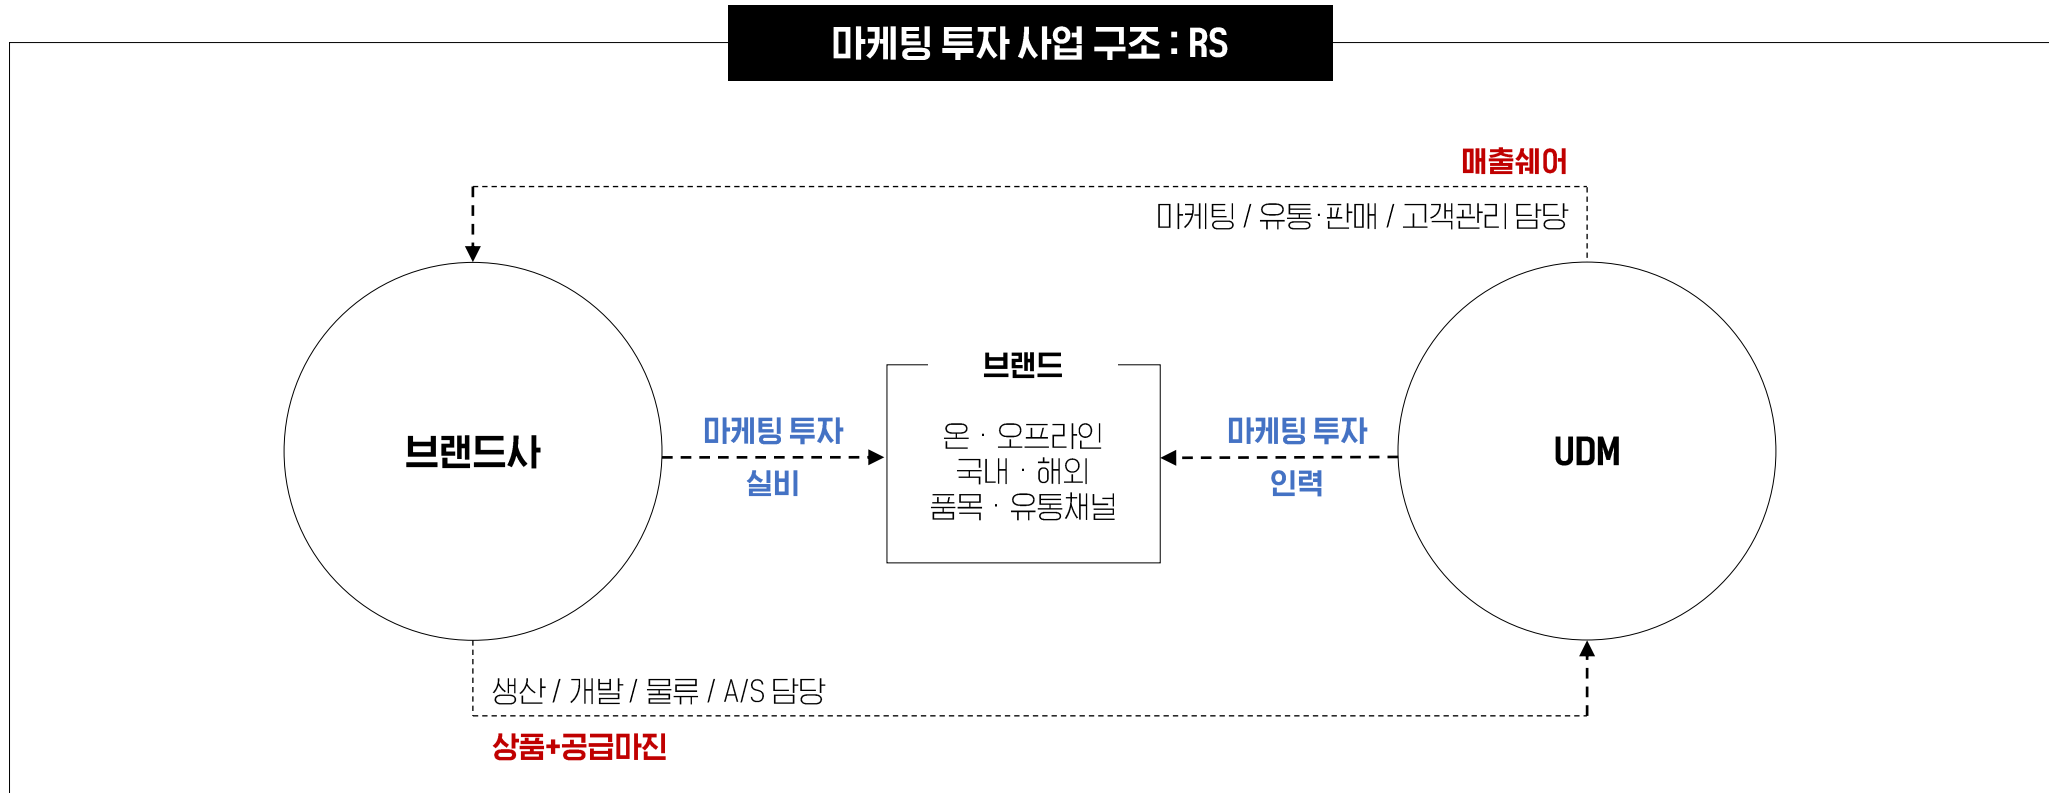 마케팅 투자 사업 구조 : RS
매출쉐어
마케팅 / 유통·판매 / 고객관리 담당
브랜드사
마케팅 투자
실비
브랜드
온 · 오프라인
국내 · 해외
품목 · 유통채널
마케팅 투자
인력
UDM
생산 / 개발 / 물류 / A/S 담당
상품+공급마진